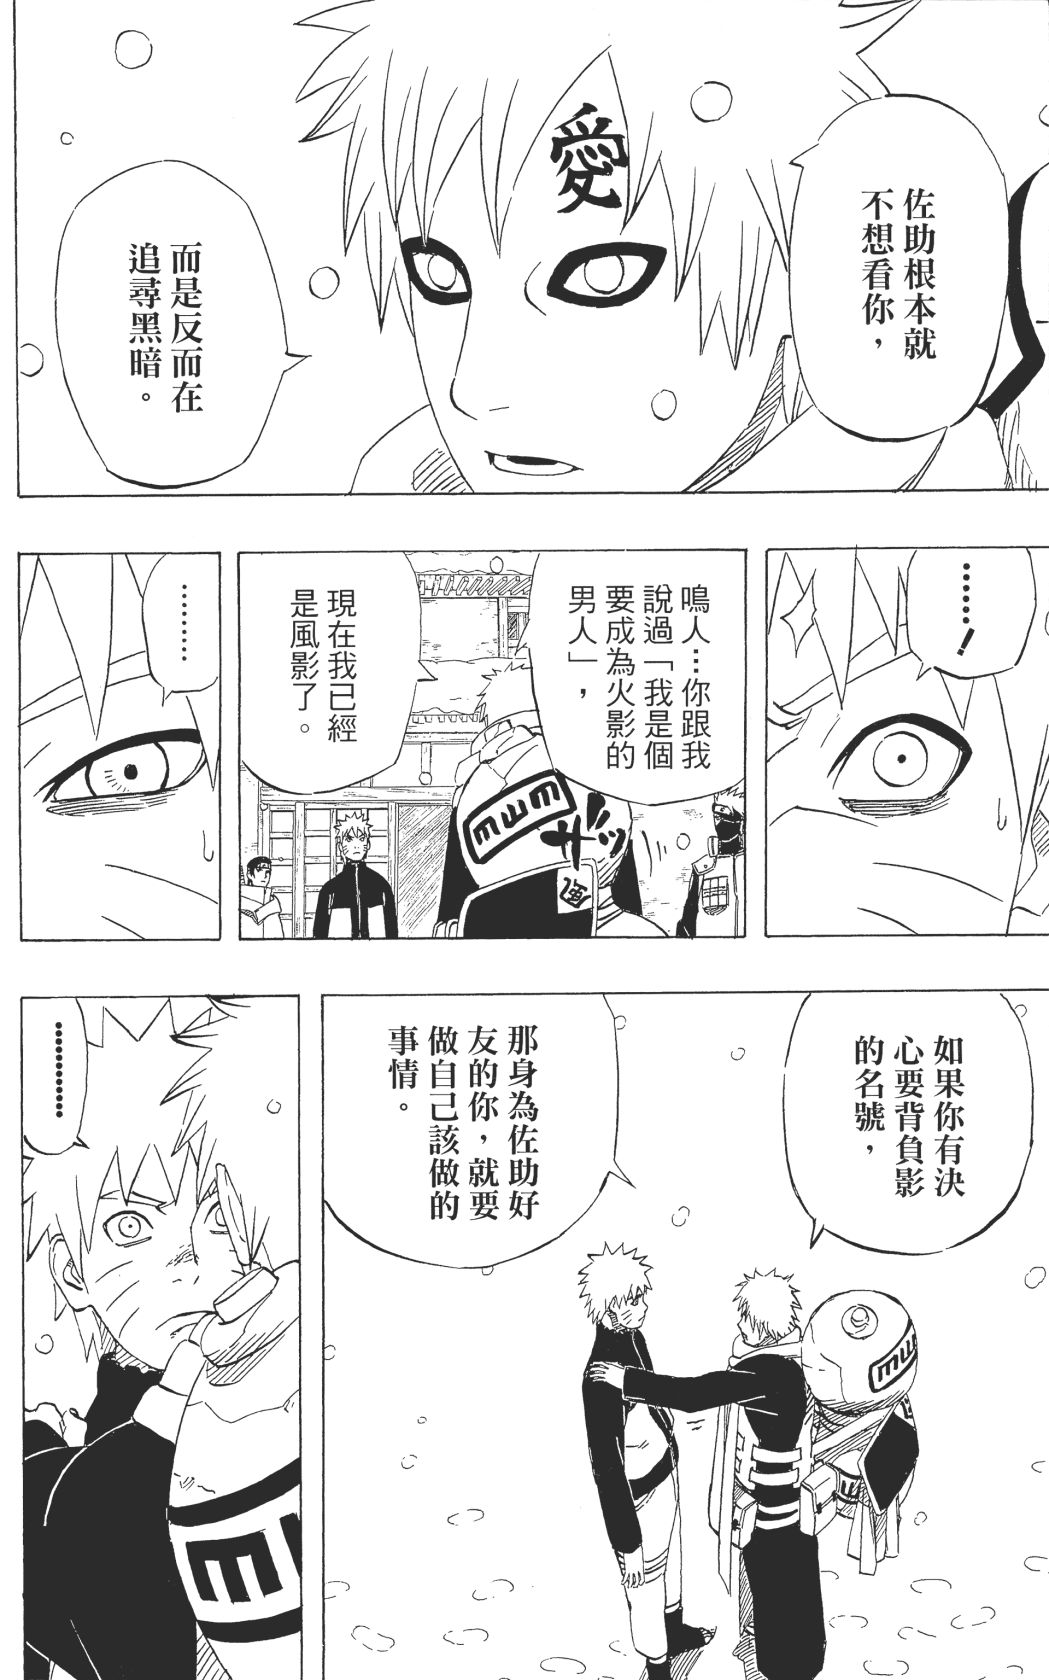 佐助根本就
不想看你，
愛
而是反而在
追尋黑暗。
………！
鳴人…你跟我
說過「我是個
要成為火影的
男人」，
ザッ
風
現在我已經
是風影了。
………
如果你有決
心要背負影
的名號，
那身為佐助好
友的你，就要
做自己該做的
事情。
…………